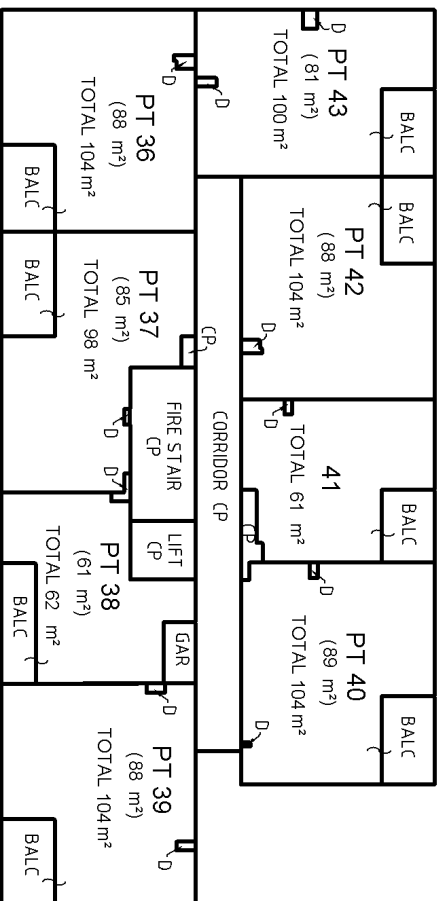 PT 43
(81 m²)
TOTAL 100 m²
D
BALC
PT 36
(88 m²)
TOTAL 104 m²
D
D
BALC
PT 42
(88 m²)
TOTAL 104 m²
D
BALC
PT 37
(85 m²)
TOTAL 98 m²
CP
BALC
D
D
FIRE STAIR
CP
LIFT
CP
CORRIDOR CP
41
TOTAL 61 m²
D
CP
BALC
PT 38
(61 m²)
TOTAL 62 m²
BALC
GAR
PT 40
(89 m²)
TOTAL 104 m²
D
D
BALC
PT 39
(88 m²)
TOTAL 104 m²
D
D
BALC